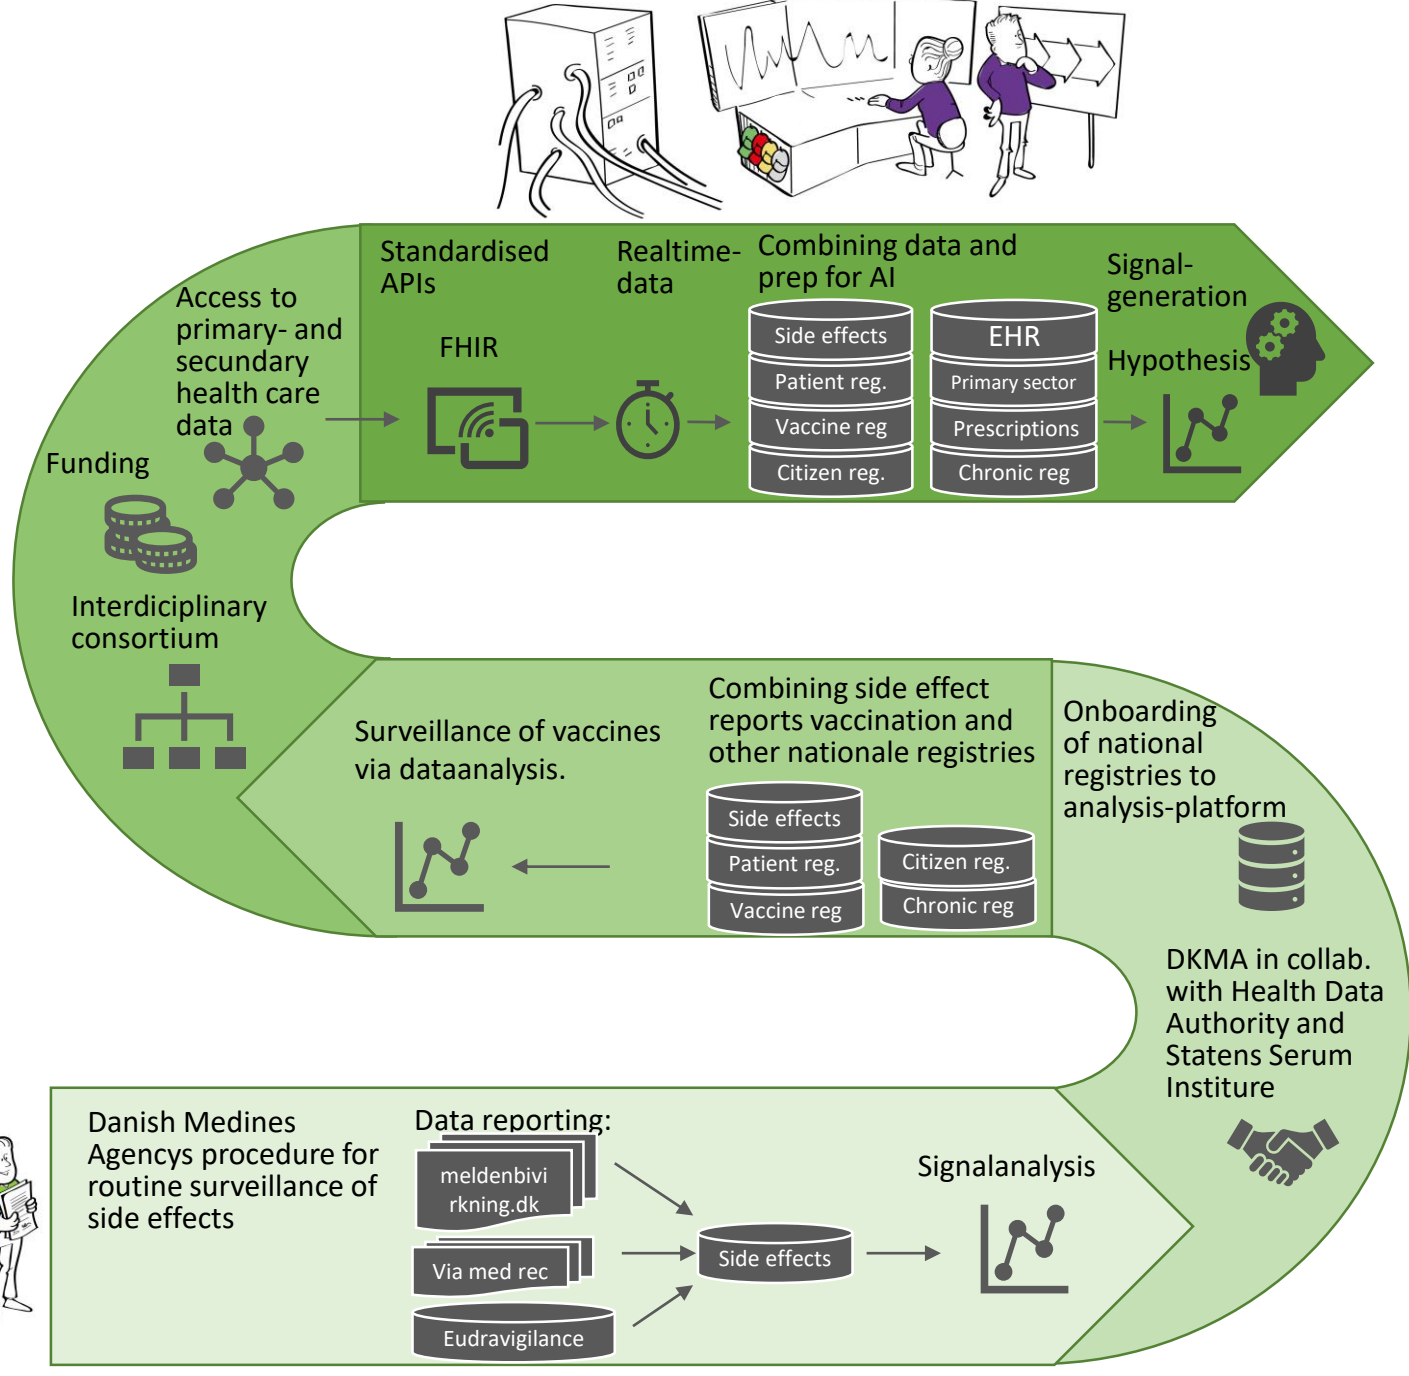 Standardised
APIs
FHIR
Realtime-
data
Combining data and
prep for AI
Side effects
Patient reg.
Vaccine reg
Citizen reg.
EHR
Primary sector
Prescriptions
Chronic reg
Signal-
generation
Hypothesis
Access to
primary- and
secundary
health care
data
Funding
Interdiciplinary
consortium
Surveillance of vaccines
via dataanalysis.
Combining side effect
reports vaccination and
other nationale registries
Side effects
Patient reg.
Vaccine reg
Citizen reg.
Chronic reg
Onboarding
of national
registries to
analysis-platform
DKMA in collab.
with Health Data
Authority and
Statens Serum
Institure
Danish Medines
Agencys procedure for
routine surveillance of
side effects
Data reporting:
meldenbivi
rkning.dk
Via med rec
Eudravigilance
Side effects
Signalanalysis